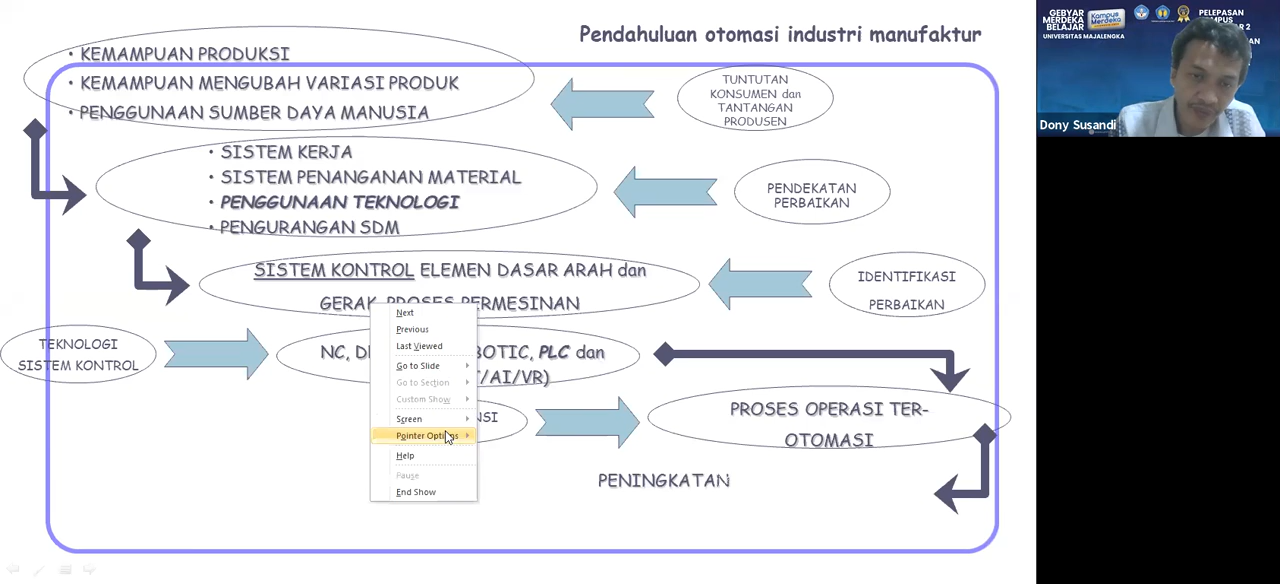 Pendahuluan otomasi industri manufaktur
• KEMAMPUAN PRODUKSI
• KEMAMPUAN MENGUBAH VARIASI PRODUK
• PENGGUNAAN SUMBER DAYA MANUSIA
TUNTUTAN
KONSUMEN dan
TANTANGAN
PRODUSEN
• SISTEM KERJA
• SISTEM PENANGANAN MATERIAL
• PENGGUNAAN TEKNOLOGI
• PENGURANGAN SDM
PENDEKATAN
PERBAIKAN
SISTEM KONTROL ELEMEN DASAR ARAH dan
GERAK PROSES PERMESINAN
IDENTIFIKASI
PERBAIKAN
TEKNOLOGI
SISTEM KONTROL
NC, PLC dan
/AI/VR)
PROSES OPERASI TER-
OTOMASI
PENINGKATAN
Next
Previous
Last Viewed
Go to Slide
Go to Section
Custom Show
Screen
Pointer Options
Help
Pause
End Show
GEBYAR
MERDEKA
BELAJAR
UNIVERSITAS MAJALENGKA
Kampus
Merdeka
PELEPASAN
Dony Susandi